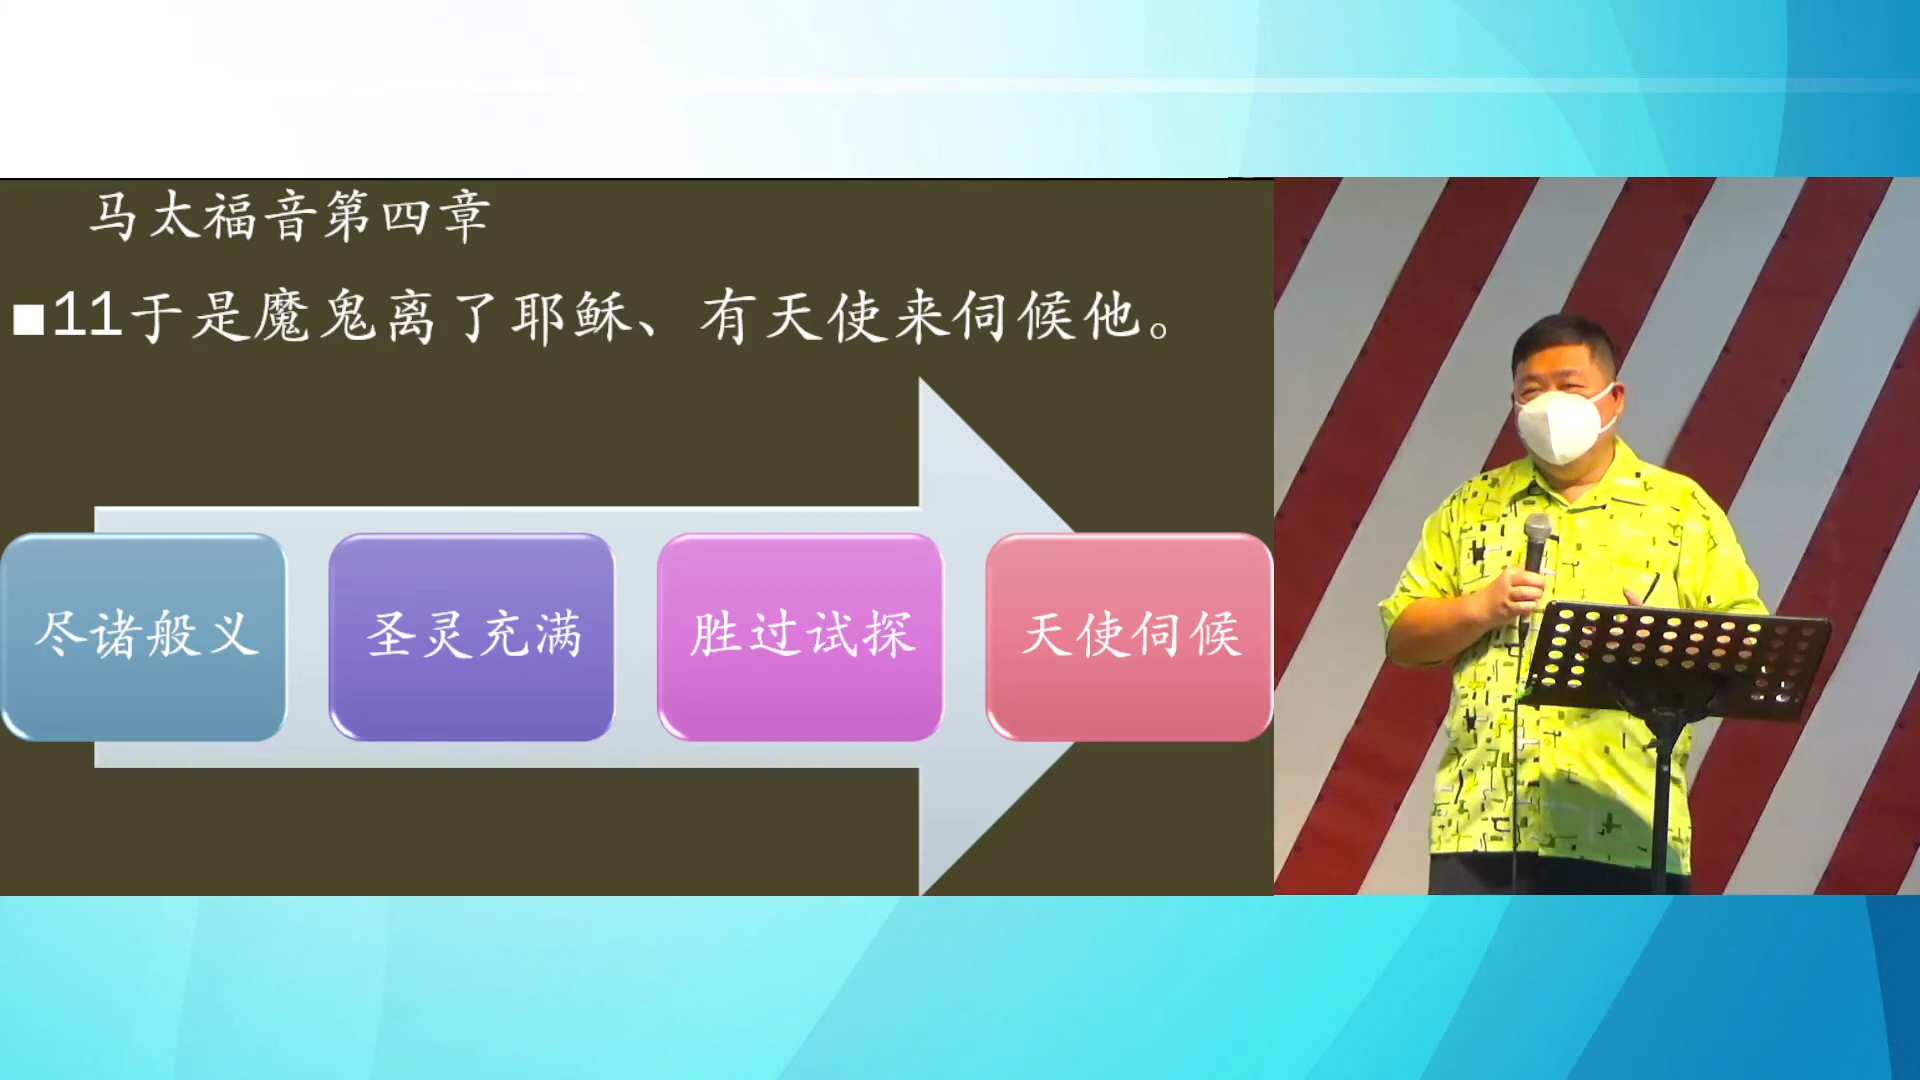 马太福音第四章
■11于是魔鬼离了耶稣、有天使来伺候他。
尽诸般义
圣灵充满
胜过试探
天使伺候